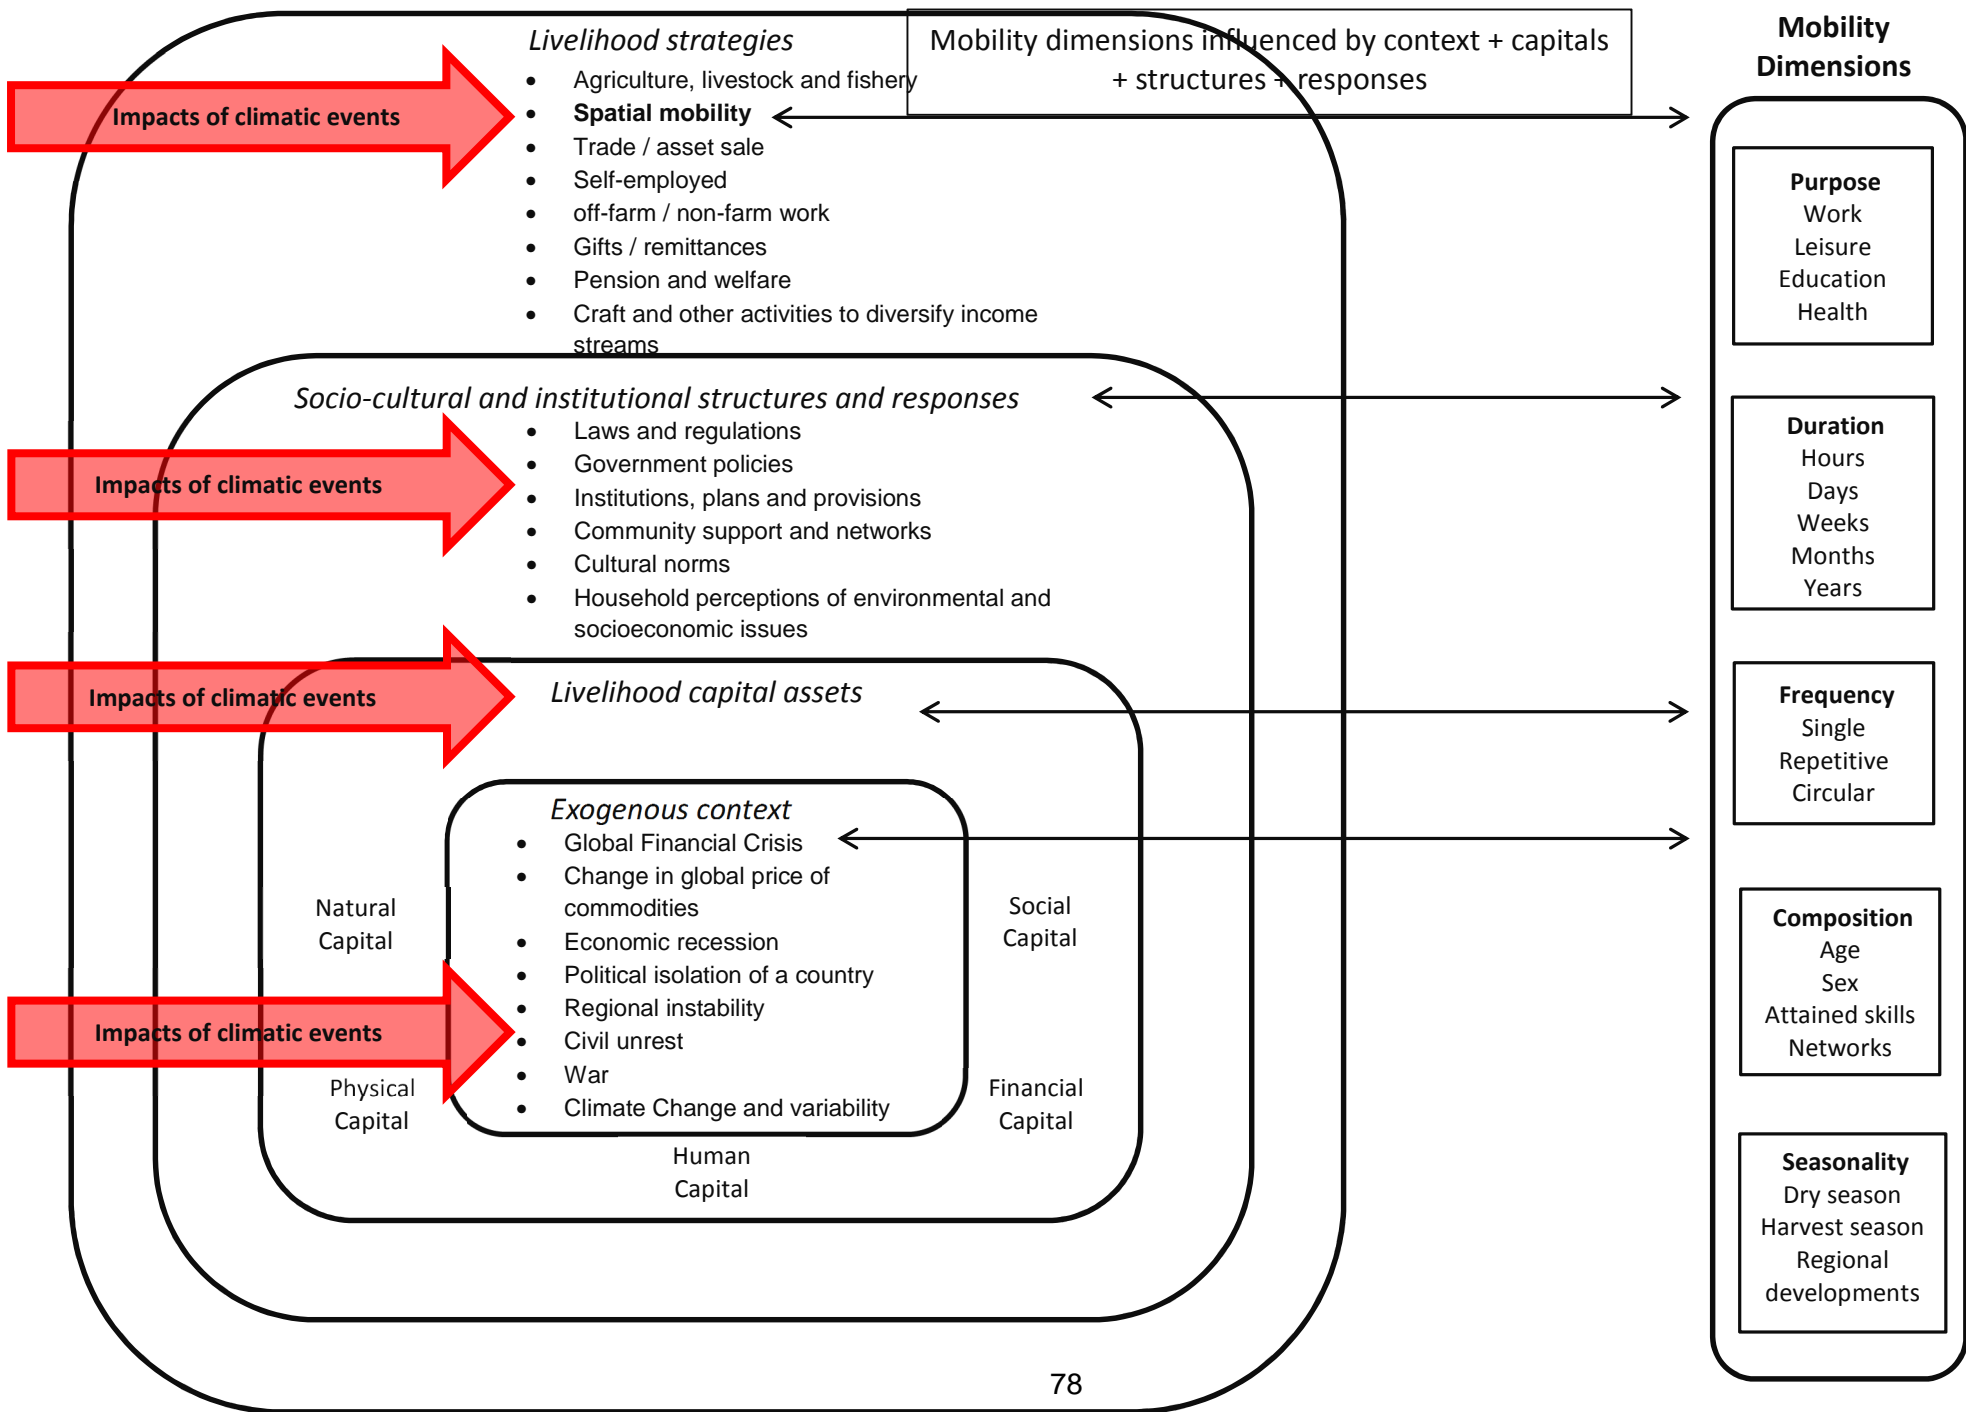 Livelihood strategies
• Agriculture, livestock and fishery
• Spatial mobility
• Trade / asset sale
• Self-employed
• off-farm / non-farm work
• Gifts / remittances
• Pension and welfare
• Craft and other activities to diversify income
streams
Impacts of climatic events
Mobility dimensions influenced by context + capitals
+ structures + responses
Socio-cultural and institutional structures and responses
• Laws and regulations
• Government policies
• Institutions, plans and provisions
• Community support and networks
• Cultural norms
• Household perceptions of environmental and
socioeconomic issues
Impacts of climatic events
Livelihood capital assets
Impacts of climatic events
Exogenous context
• Global Financial Crisis
• Change in global price of
commodities
• Economic recession
• Political isolation of a country
• Regional instability
• Civil unrest
• War
• Climate Change and variability
Impacts of climatic events
Natural
Capital
Social
Capital
Physical
Capital
Financial
Capital
Human
Capital
Mobility
Dimensions
Purpose
Work
Leisure
Education
Health
Duration
Hours
Days
Weeks
Months
Years
Frequency
Single
Repetitive
Circular
Composition
Age
Sex
Attained skills
Networks
Seasonality
Dry season
Harvest season
Regional
developments
78